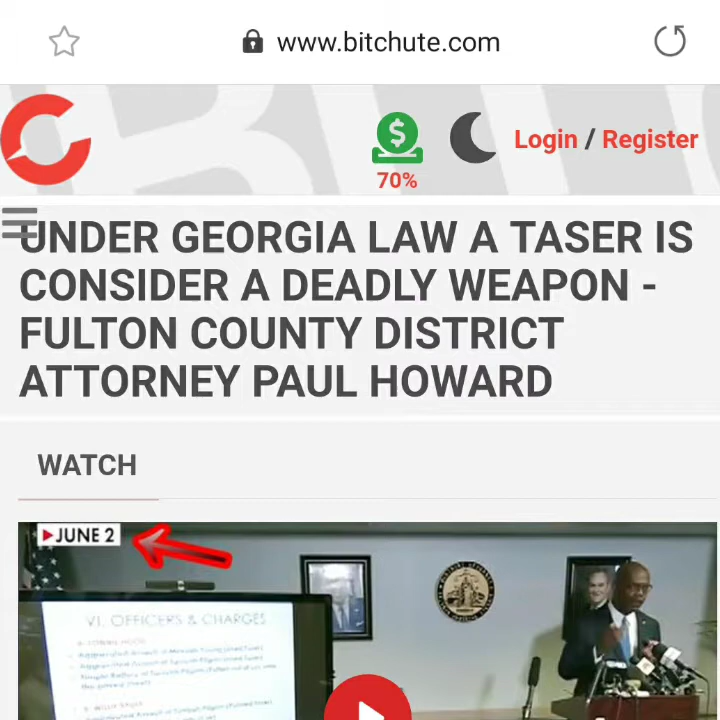 www.bitchute.com
$
Login / Register
70%
UNDER GEORGIA LAW A TASER IS
CONSIDER A DEADLY WEAPON -
FULTON COUNTY DISTRICT
ATTORNEY PAUL HOWARD
WATCH
JUNE 2
VI. OFFICERS & CHARGES